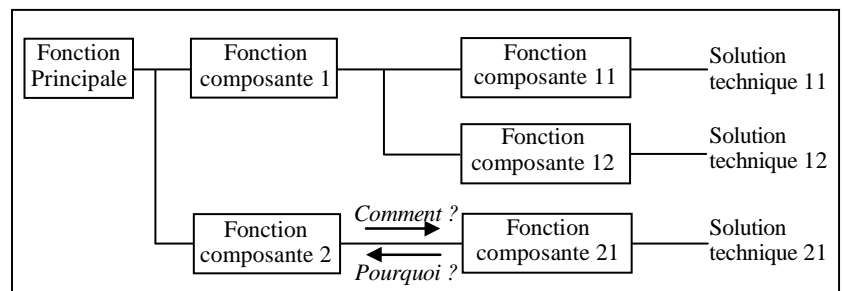 Fonction
Principale
Fonction
composante 1
Fonction
composante 11
Solution
technique 11
Fonction
composante 12
Solution
technique 12
Fonction
composante 2
Comment ?
Pourquoi ?
Fonction
composante 21
Solution
technique 21